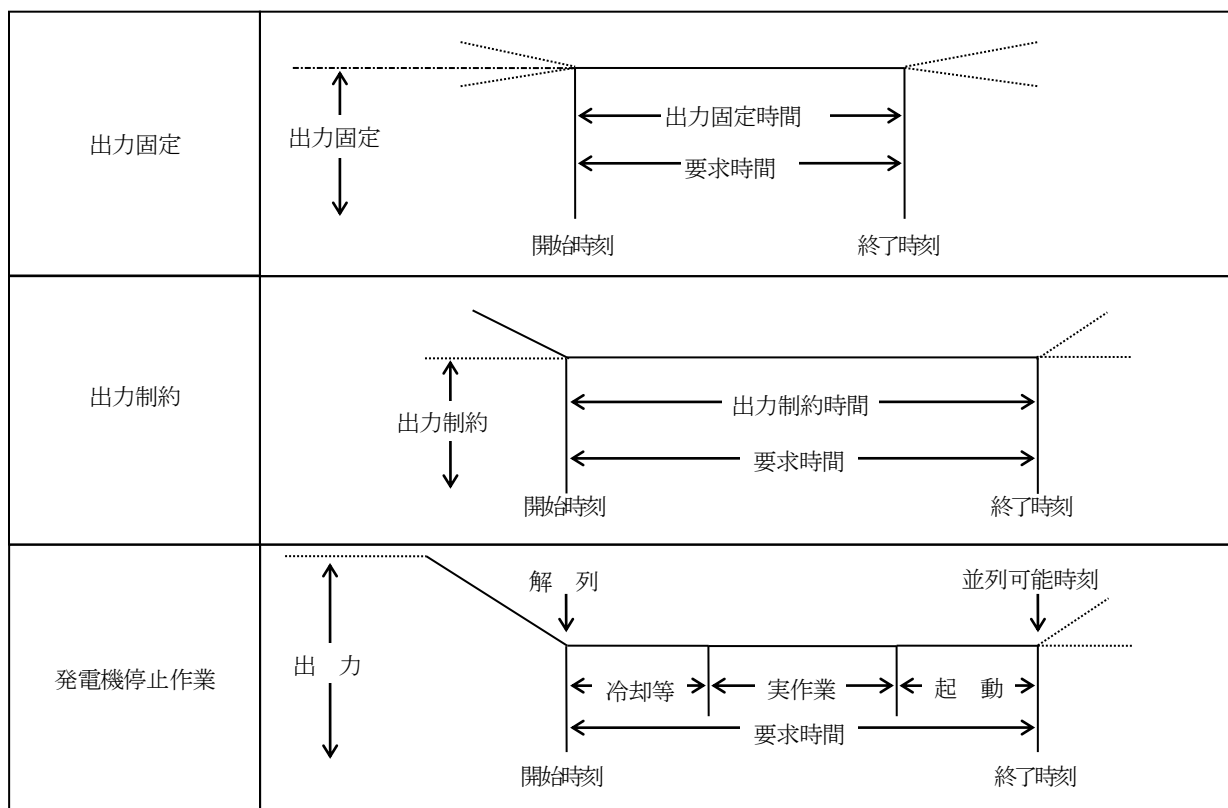 出力固定
出力固定
出力固定時間
要求時間
開始時刻
終了時刻
出力制約
出力制約
出力制約時間
要求時間
開始時刻
終了時刻
発電機停止作業
解 列
並列可能時刻
出 力
冷却等
実作業
起 動
要求時間
開始時刻
終了時刻